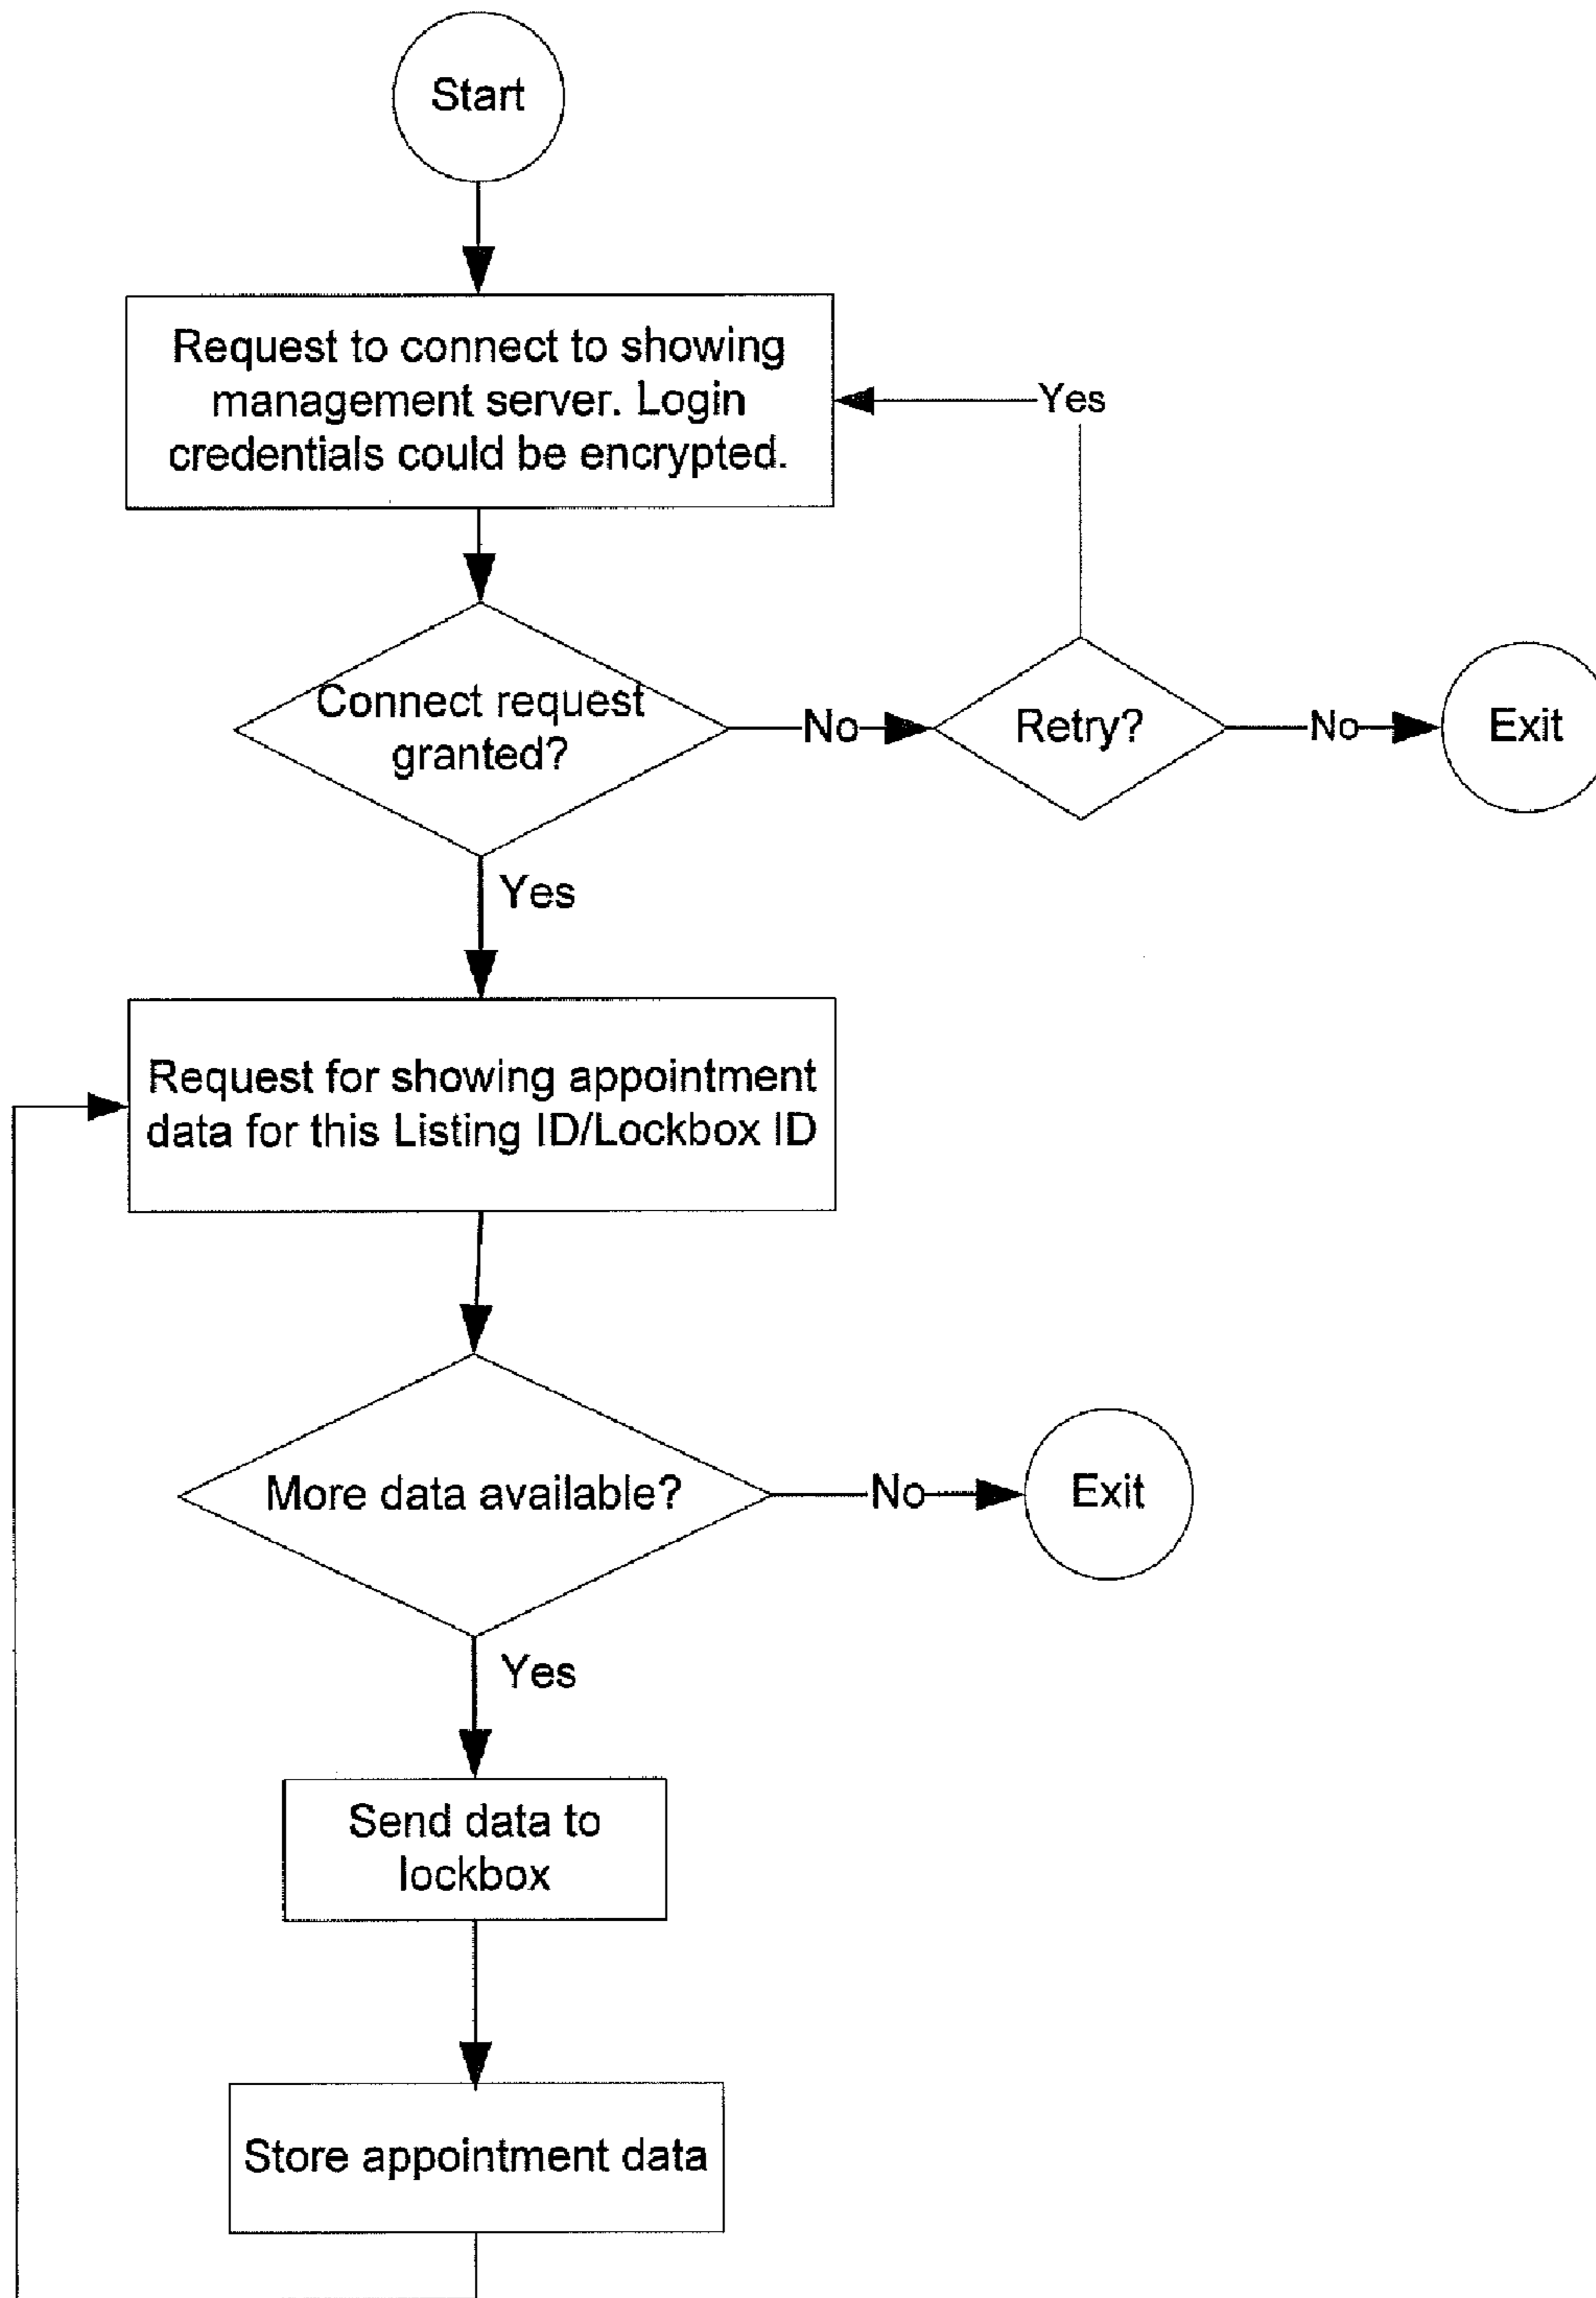 Start
Request to connect to showing
management server. Login
credentials could be encrypted.
Yes
Connect request
granted?
No
Retry?
No
Exit
Yes
Request for showing appointment
data for this Listing ID/Lockbox ID
More data available?
No
Exit
Yes
Send data to
lockbox
Store appointment data